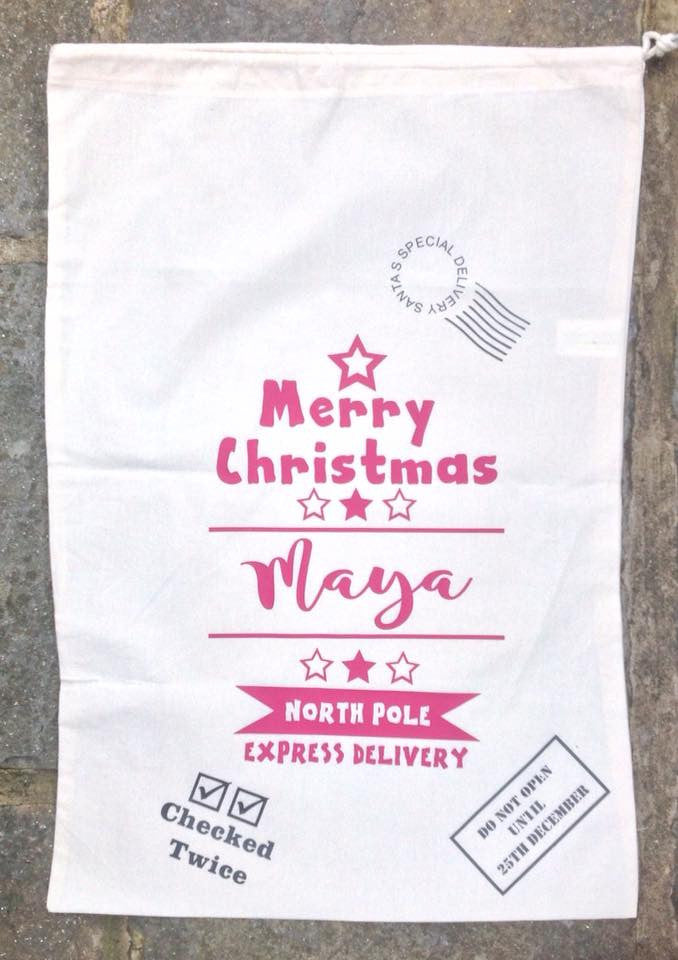 SANTA'S SPECIAL DELIVERY
Merry
Christmas
Maya
NORTH POLE
EXPRESS DELIVERY
Checked
Twice
DO NOT OPEN
UNTIL
25TH DECEMBER